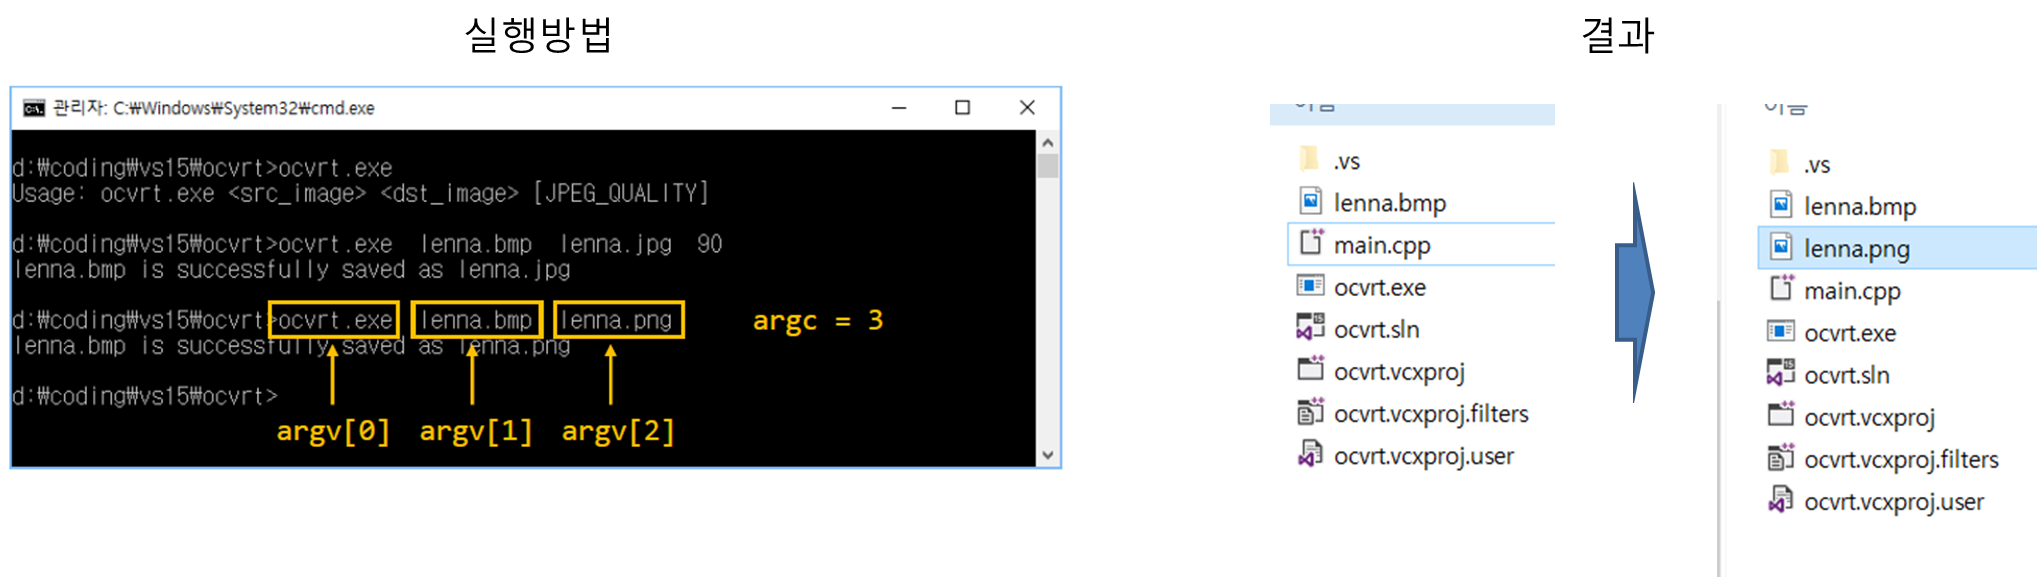 실행방법
결과
관리자: C:₩Windows₩System32₩cmd.exe
d:₩coding₩vs15₩ocvrt>ocvrt.exe
Usage: ocvrt.exe <src_image> <dst_image> [JPEG_QUALITY]
d:₩coding₩vs15₩ocvrt>ocvrt.exe lenna.bmp lenna.jpg 90
lenna.bmp is successfully saved as lenna.jpg
d:₩coding₩vs15₩ocvrt>ocvrt.exe lenna.bmp lenna.png
argc = 3
lenna.bmp is successfully saved as lenna.png
d:₩coding₩vs15₩ocvrt>
argv[0] argv[1] argv[2]
이름
.vs
lenna.bmp
main.cpp
ocvrt.exe
ocvrt.sln
ocvrt.vcxproj
ocvrt.vcxproj.filters
ocvrt.vcxproj.user
이름
.vs
lenna.bmp
lenna.png
main.cpp
ocvrt.exe
ocvrt.sln
ocvrt.vcxproj
ocvrt.vcxproj.filters
ocvrt.vcxproj.user